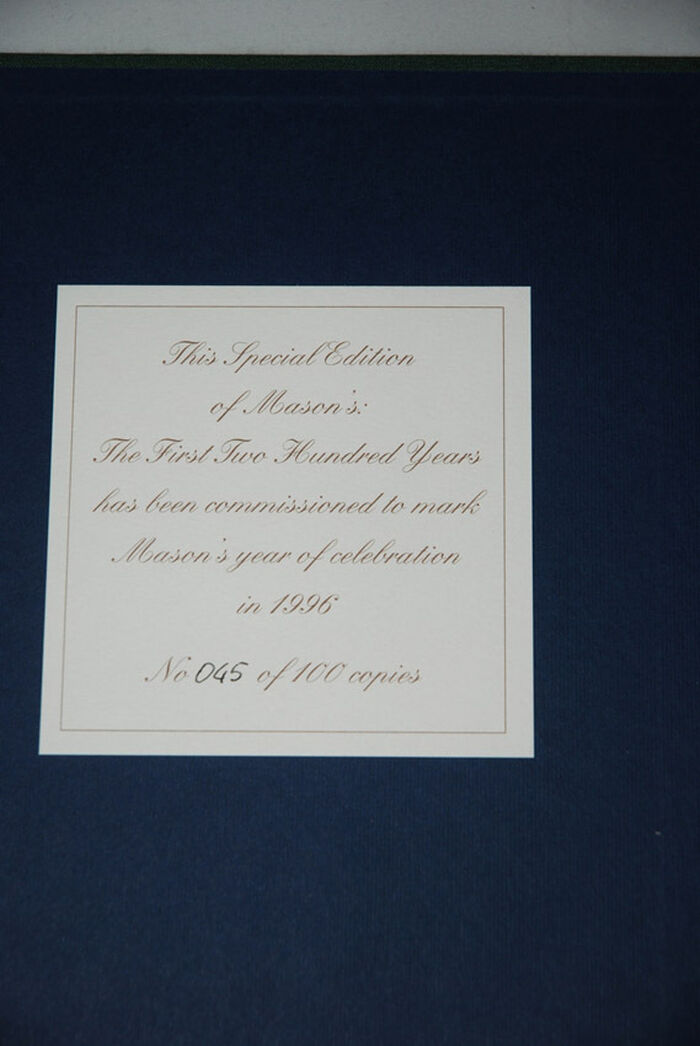 This Special Edition
of Mason's:
The First Two Hundred Years
has been commissioned to mark
Mason's year of celebration
in 1996
No 045 of 100 copies